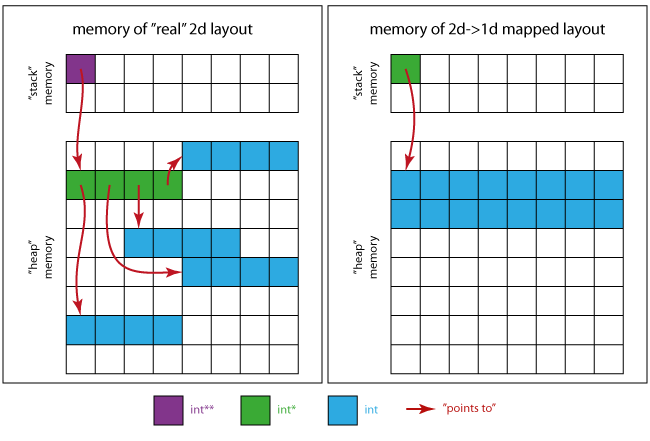 memory of "real" 2d layout
"stack"
memory
"heap"
memory
memory of 2d->1d mapped layout
"stack"
memory
"heap"
memory
int**
int*
int
"points to"